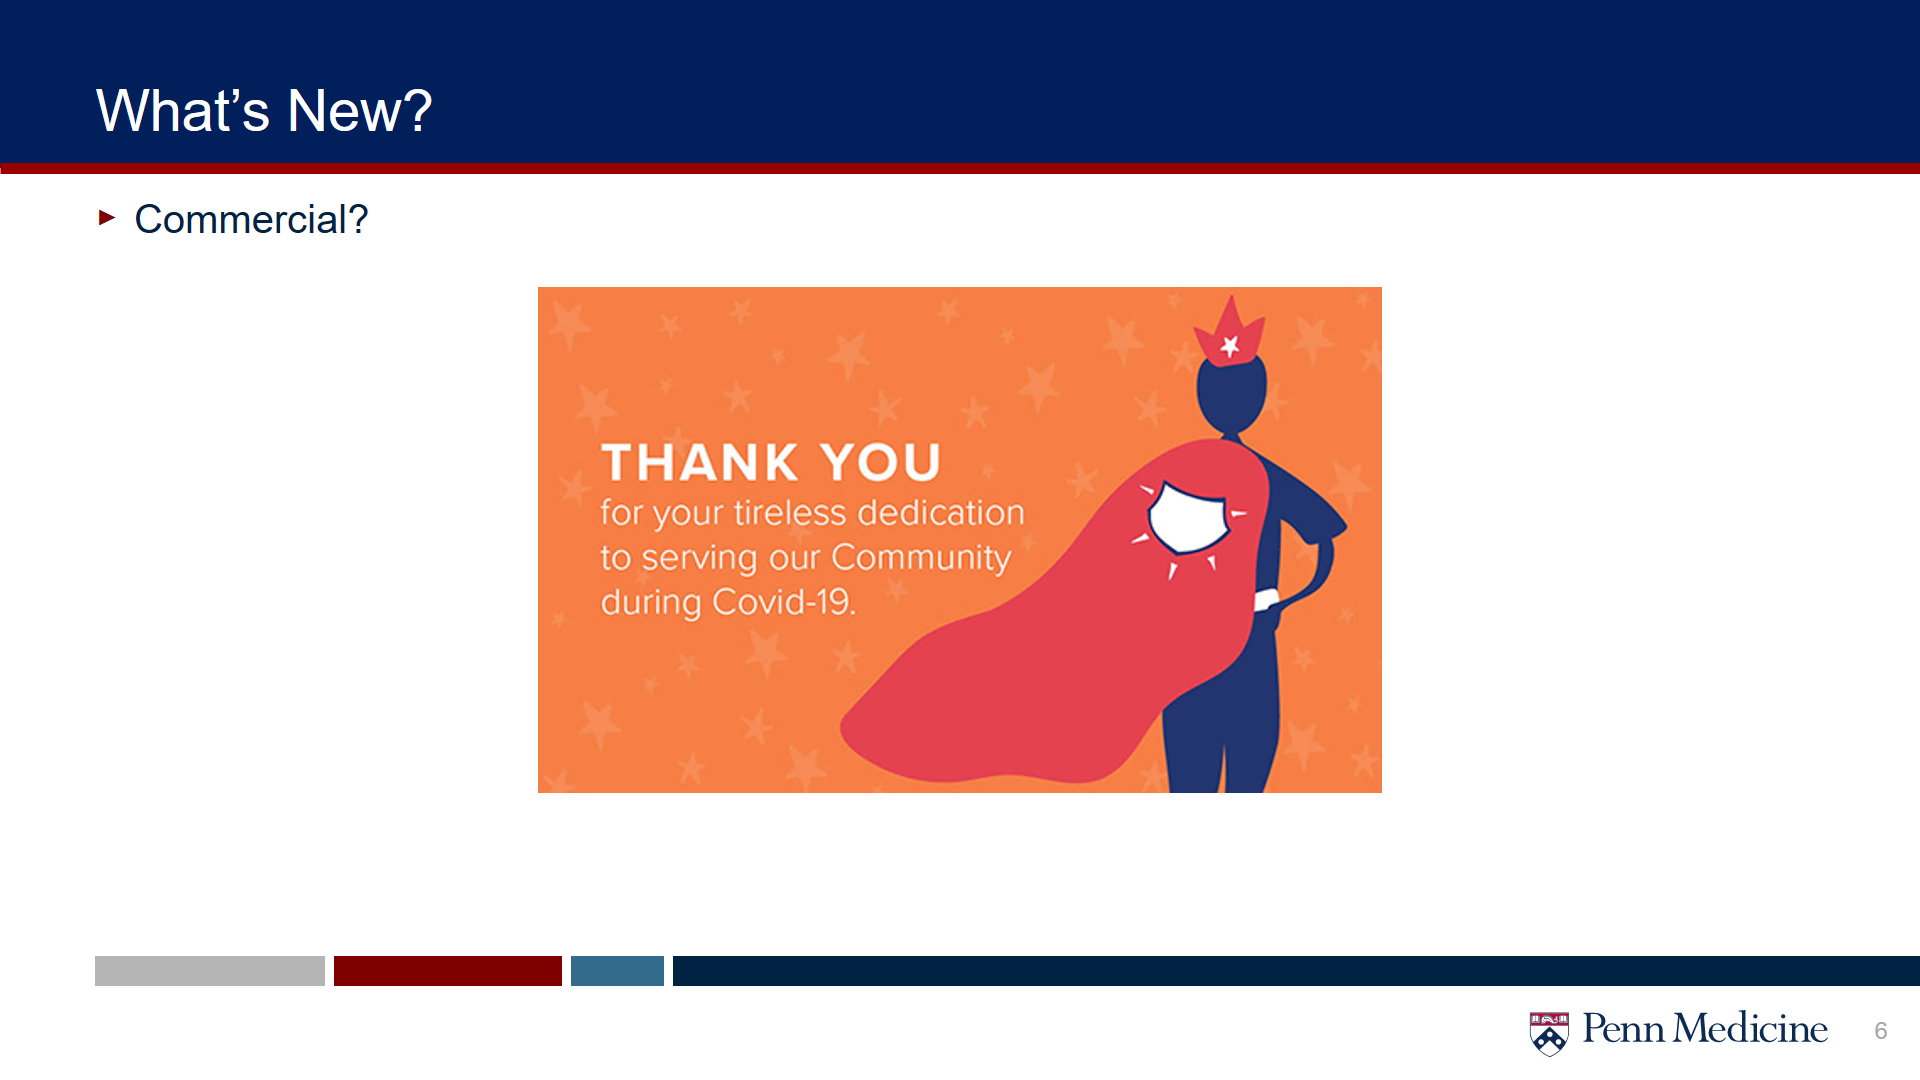 What’s New?
Commercial?
THANK YOU
for your tireless dedication
to serving our Community
during Covid-19.
Penn Medicine
6